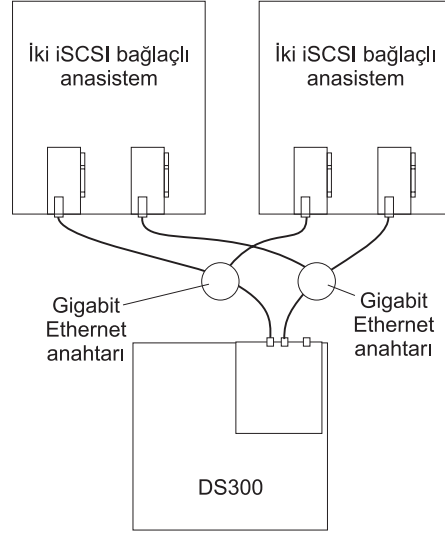 İki iSCSI bağlaçlı
anasistem
İki iSCSI bağlaçlı
anasistem
Gigabit
Ethernet
anahtarı
Gigabit
Ethernet
anahtarı
DS300